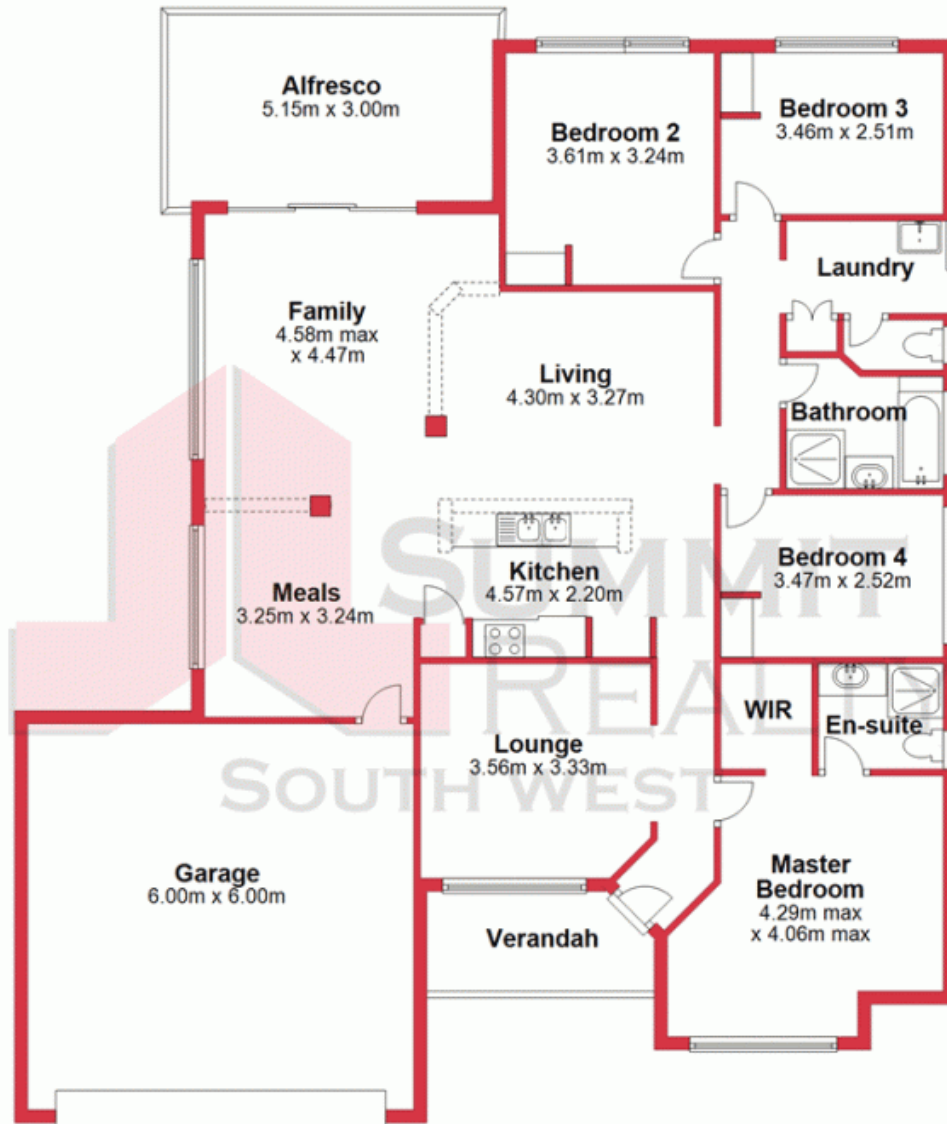 Alfresco
5.15m x 3.00m
Bedroom 2
3.61m x 3.24m
Bedroom 3
3.46m x 2.51m
Laundry
Family
4.58m max
x 4.47m
Living
4.30m x 3.27m
Bathroom
Meals
3.25m x 3.24m
Kitchen
4.57m x 2.20m
Bedroom 4
3.47m x 2.52m
SUMMIT
REALTY
SOUTH WEST
WIR
En-suite
Lounge
3.56m x 3.33m
Garage
6.00m x 6.00m
Master
Bedroom
4.29m max
x 4.06m max
Verandah